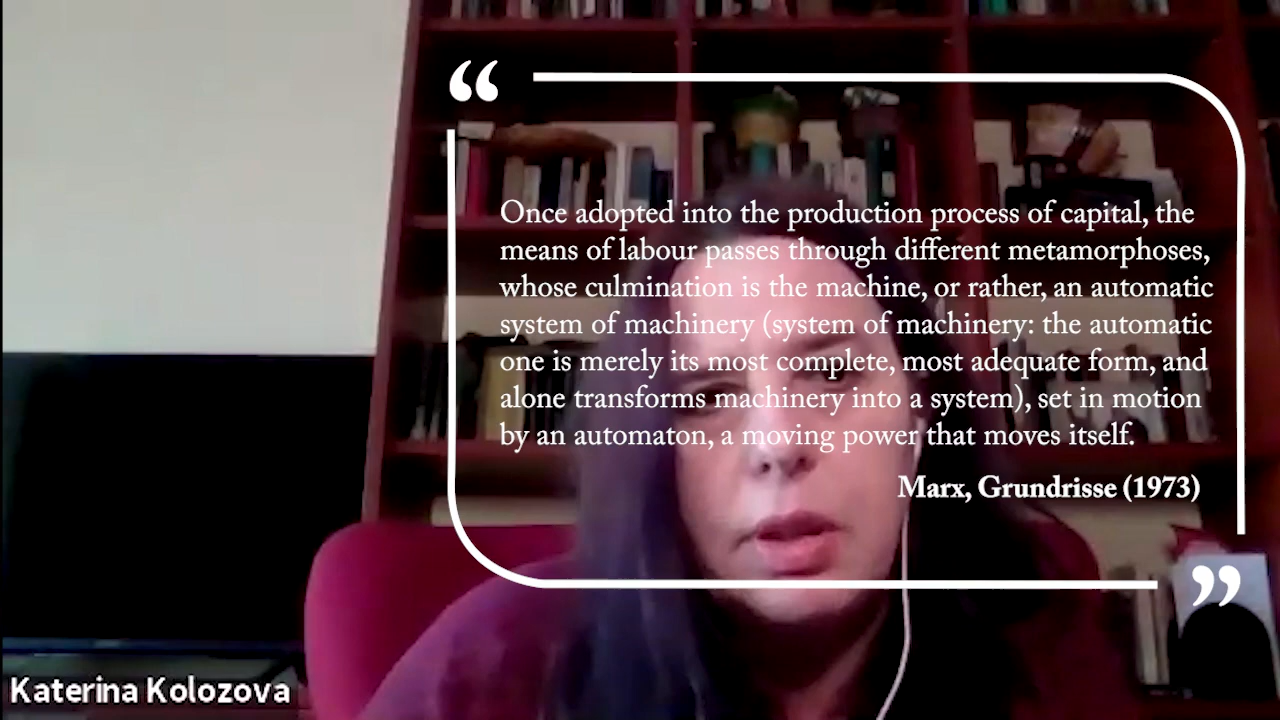 “
Once adopted into the production process of capital, the
means of labour passes through different metamorphoses,
whose culmination is the machine, or rather, an automatic
system of machinery (system of machinery: the automatic
one is merely its most complete, most adequate form, and
alone transforms machinery into a system), set in motion
by an automaton, a moving power that moves itself.
Marx, Grundrisse (1973)
”
Katerina Kolozova